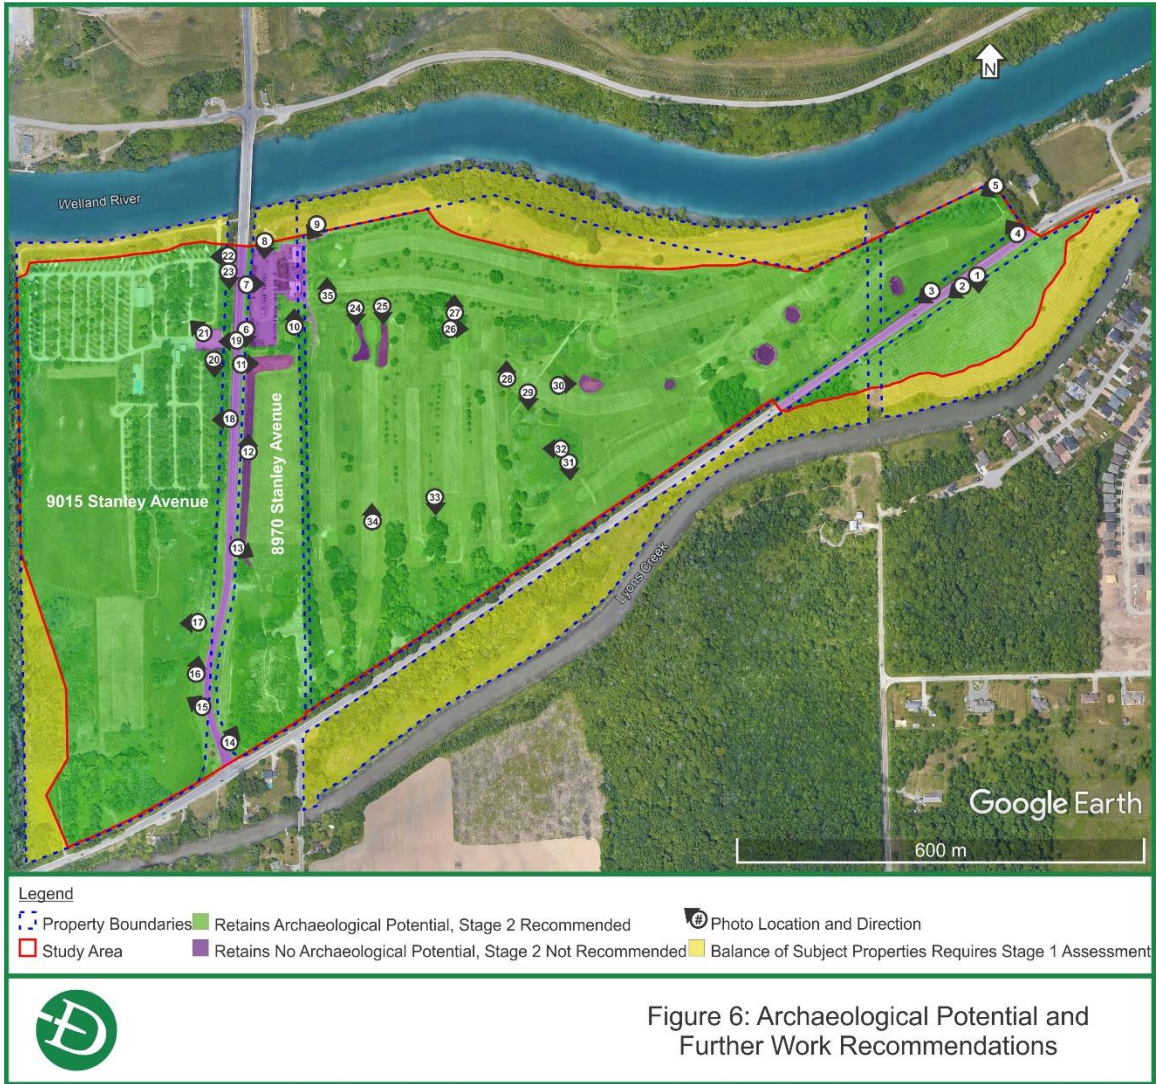 N
Welland River
5
9
4
8
22
23
7
1
2
3
35
24
25
27
10
26
21
6
19
20
11
28
30
29
18
12
32
31
9015 Stanley Avenue
8970 Stanley Avenue
33
34
13
Lyons Creek
17
16
15
14
Google Earth
600 m
Legend
Property Boundaries Retains Archaeological Potential, Stage 2 Recommended # Photo Location and Direction
Study Area Retains No Archaeological Potential, Stage 2 Not Recommended Balance of Subject Properties Requires Stage 1 Assessment
D
Figure 6: Archaeological Potential and
Further Work Recommendations